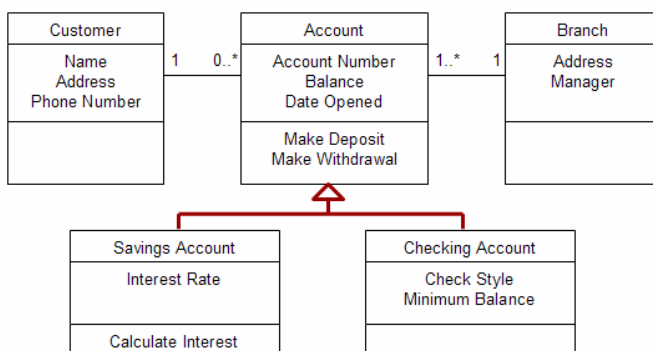 Customer
Name
Address
Phone Number
1
0..*
Account
Account Number
Balance
Date Opened
Make Deposit
Make Withdrawal
1..*
1
Branch
Address
Manager
Savings Account
Interest Rate
Calculate Interest
Checking Account
Check Style
Minimum Balance